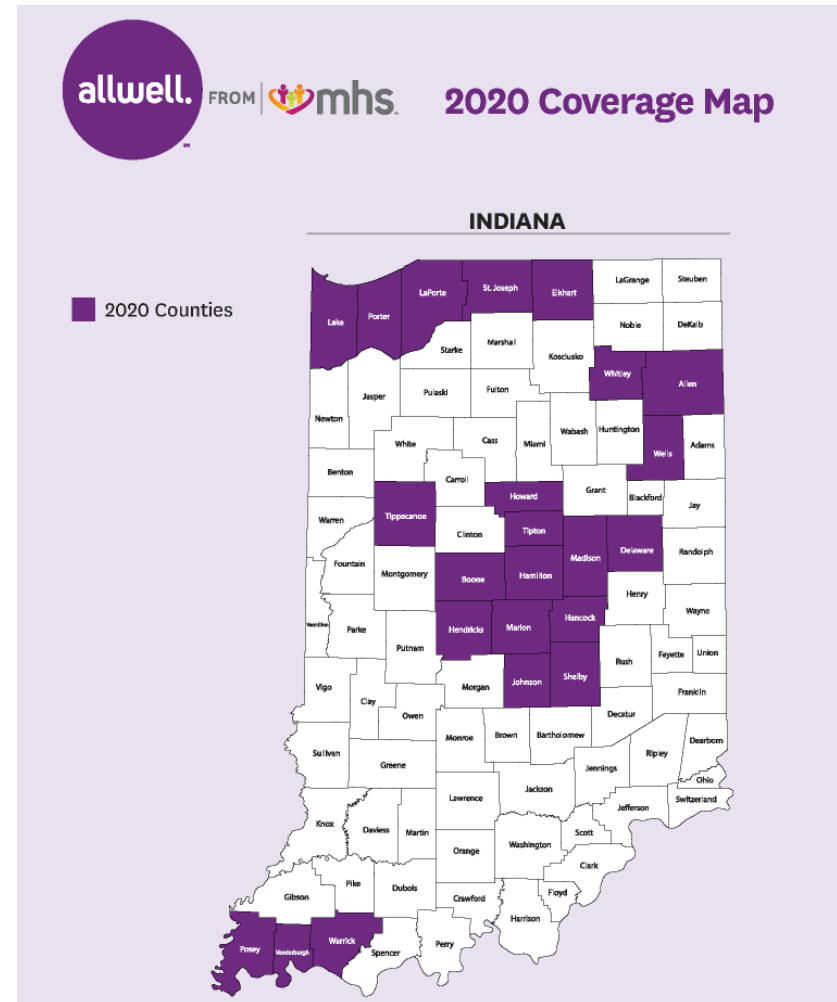 allwell. FROM mhs. 2020 Coverage Map
SM
INDIANA
2020 Counties
LaGrange Steuben
LaPorte St. Joseph Elkhart
Lake Porter Noble DeKalb
Starke Marshal Kosciusko
Whitley Allen
Jasper Pulaski Fulton
Newton White Cass Miami Wabash Huntington Wells Adams
Benton Carroll Howard Grant Blackford Jay
Warren Tippecanoe Clinton Tipton Madison Delaware Randolph
Fountain Montgomery Boone Hamilton Henry
Vermillion Parke Hendricks Marion Hancock Wayne
Putnam Rush Fayette Union
Vigo Clay Morgan Johnson Shelby Franklin
Owen Decatur
Sullivan Greene Monroe Brown Bartholomew Ripley Dearborn
Jennings Ohio
Lawrence Jackson Switzerland
Knox Daviess Martin Jefferson
Orange Washington Scott
Clark
Gibson Pike Dubois Crawford Floyd
Harrison
Posey Vanderburgh Warrick Spencer Perry